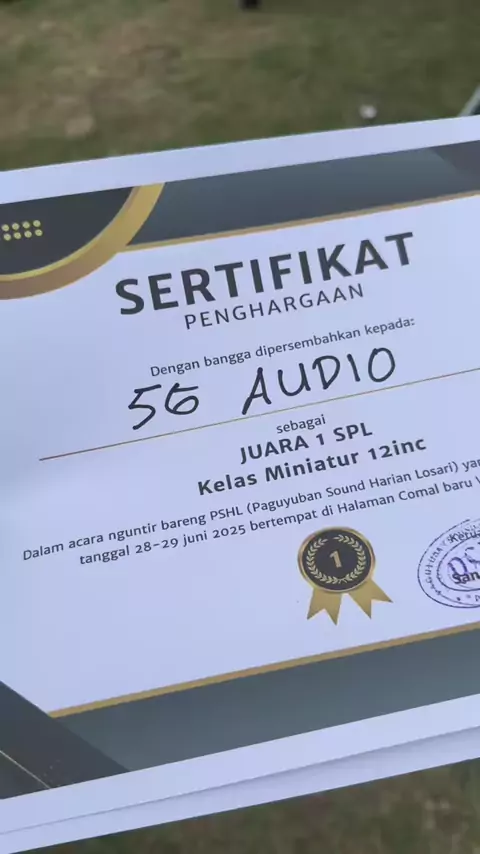 SERTIFIKAT
PENGHARGAAN
Dengan bangga dipersembahkan kepada:
5G AUDIO
sebagai
JUARA 1 SPL
Kelas Miniatur 12inc
Dalam acara nguntir bareng PSHL (Paguyuban Sound Harian Losari)
tanggal 28-29 juni 2025 bertempat di Halaman Comal baru
1